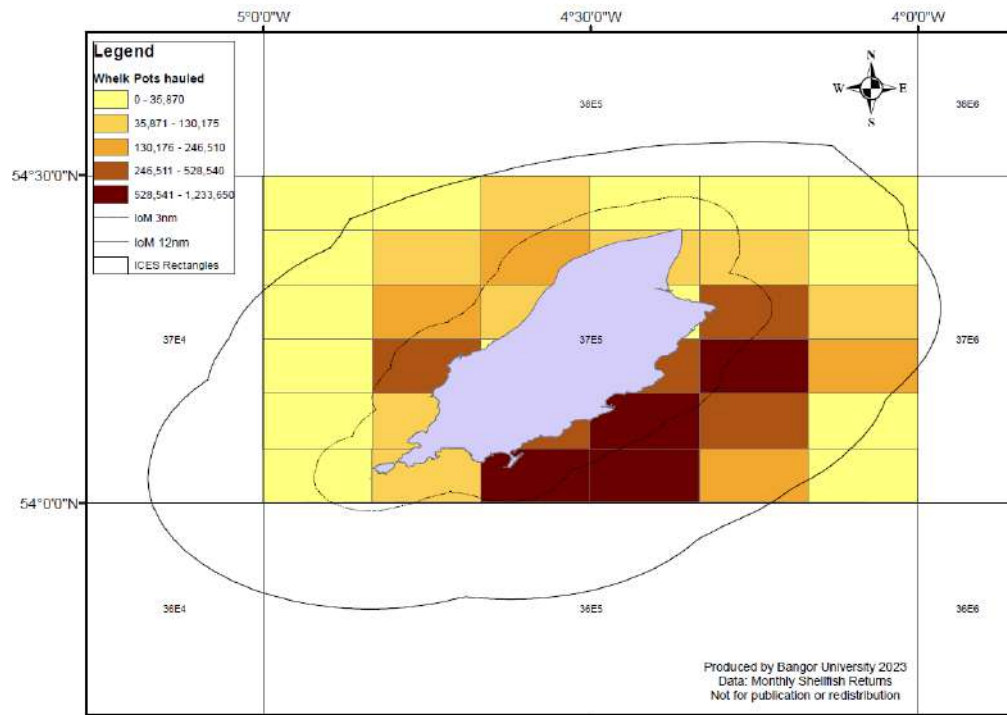 5°0'0"W 4°30'0"W 4°0'0"W
Legend
Whelk Pots hauled
0 - 35,870
35,871 - 130,175
130,176 - 246,510
246,511 - 528,540
528,541 - 1,233,650
IoM 3nm
IoM 12nm
ICES Rectangles
N
W E
S
38E5 36E6
54°30'0"N
37E4 37E5 37E6
54°0'0"N
36E4 36E5 36E6
Produced by Bangor University 2023
Data: Monthly Shellfish Returns
Not for publication or redistribution